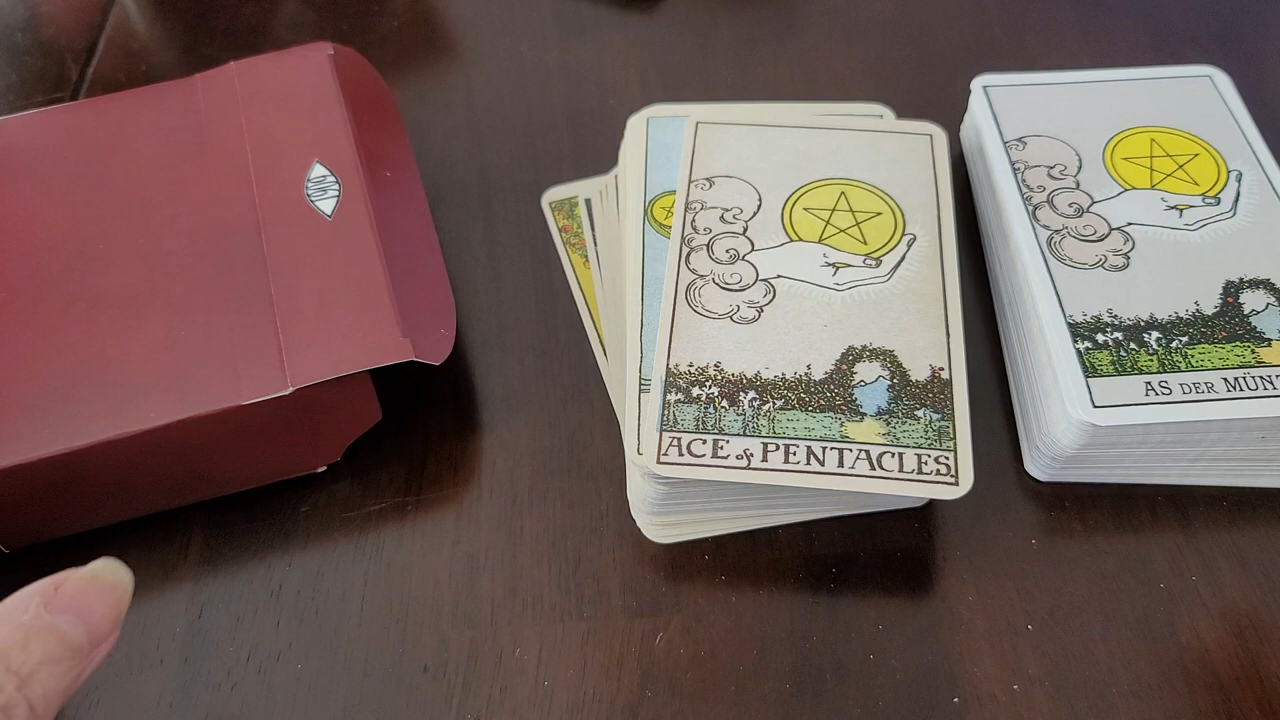 ACE of PENTACLES.
AS DER MÜN